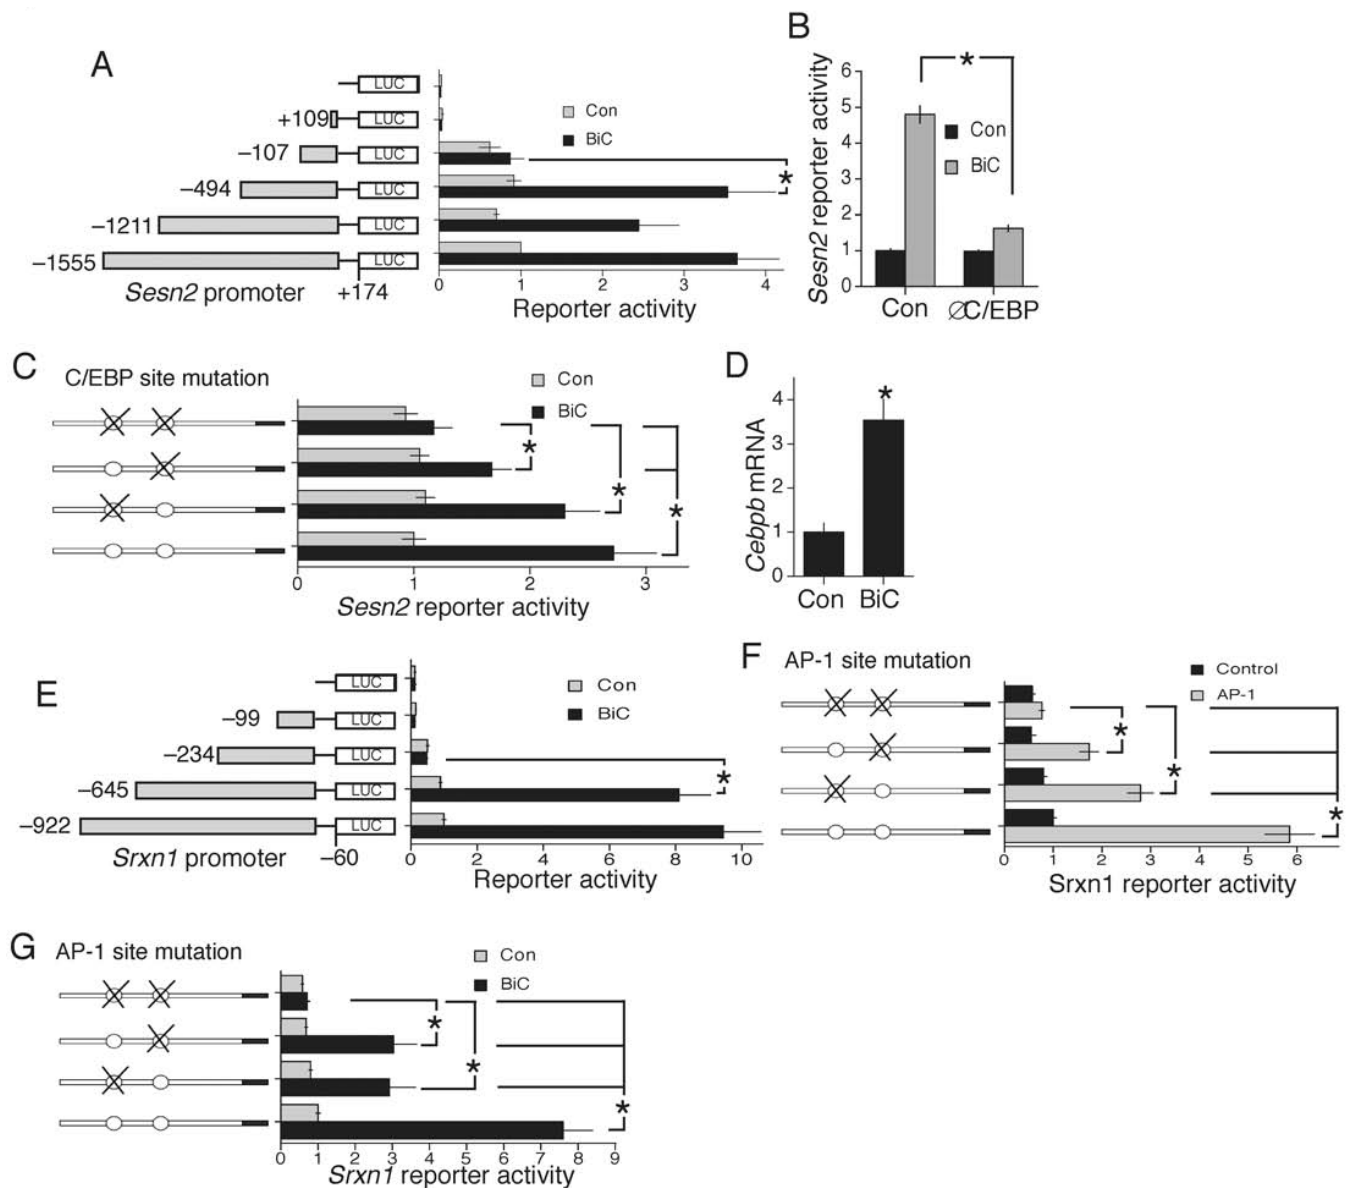 A
LUC
+109 LUC
–107 LUC
–494 LUC
–1211 LUC
–1555 LUC
Sesn2 promoter +174
Con
BiC
*
0 1 2 3 4
Reporter activity
B
Sesn2 reporter activity
6
5
4
3
2
1
0
*
Con
BiC
Con ∅C/EBP
C
C/EBP site mutation
Con
BiC
*
*
*
0 1 2 3
Sesn2 reporter activity
D
Cebpb mRNA
4
3
2
1
0
*
Con BiC
E
LUC
–99 LUC
–234 LUC
–645 LUC
–922 LUC
Srxn1 promoter –60
Con
BiC
*
0 2 4 6 8 10
Reporter activity
F
AP-1 site mutation
Control
AP-1
*
*
*
0 1 2 3 4 5 6
Srxn1 reporter activity
G
AP-1 site mutation
Con
BiC
*
*
*
0 1 2 3 4 5 6 7 8 9
Srxn1 reporter activity